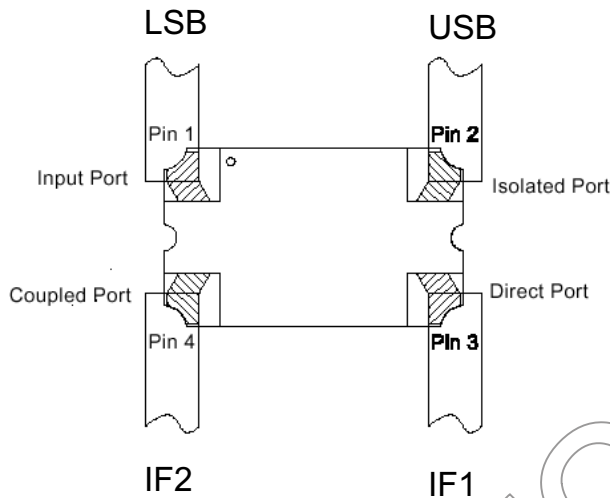 LSB
USB
Pin 1
Pin 2
Input Port
Isolated Port
Coupled Port
Direct Port
Pin 4
Pin 3
IF2
IF1